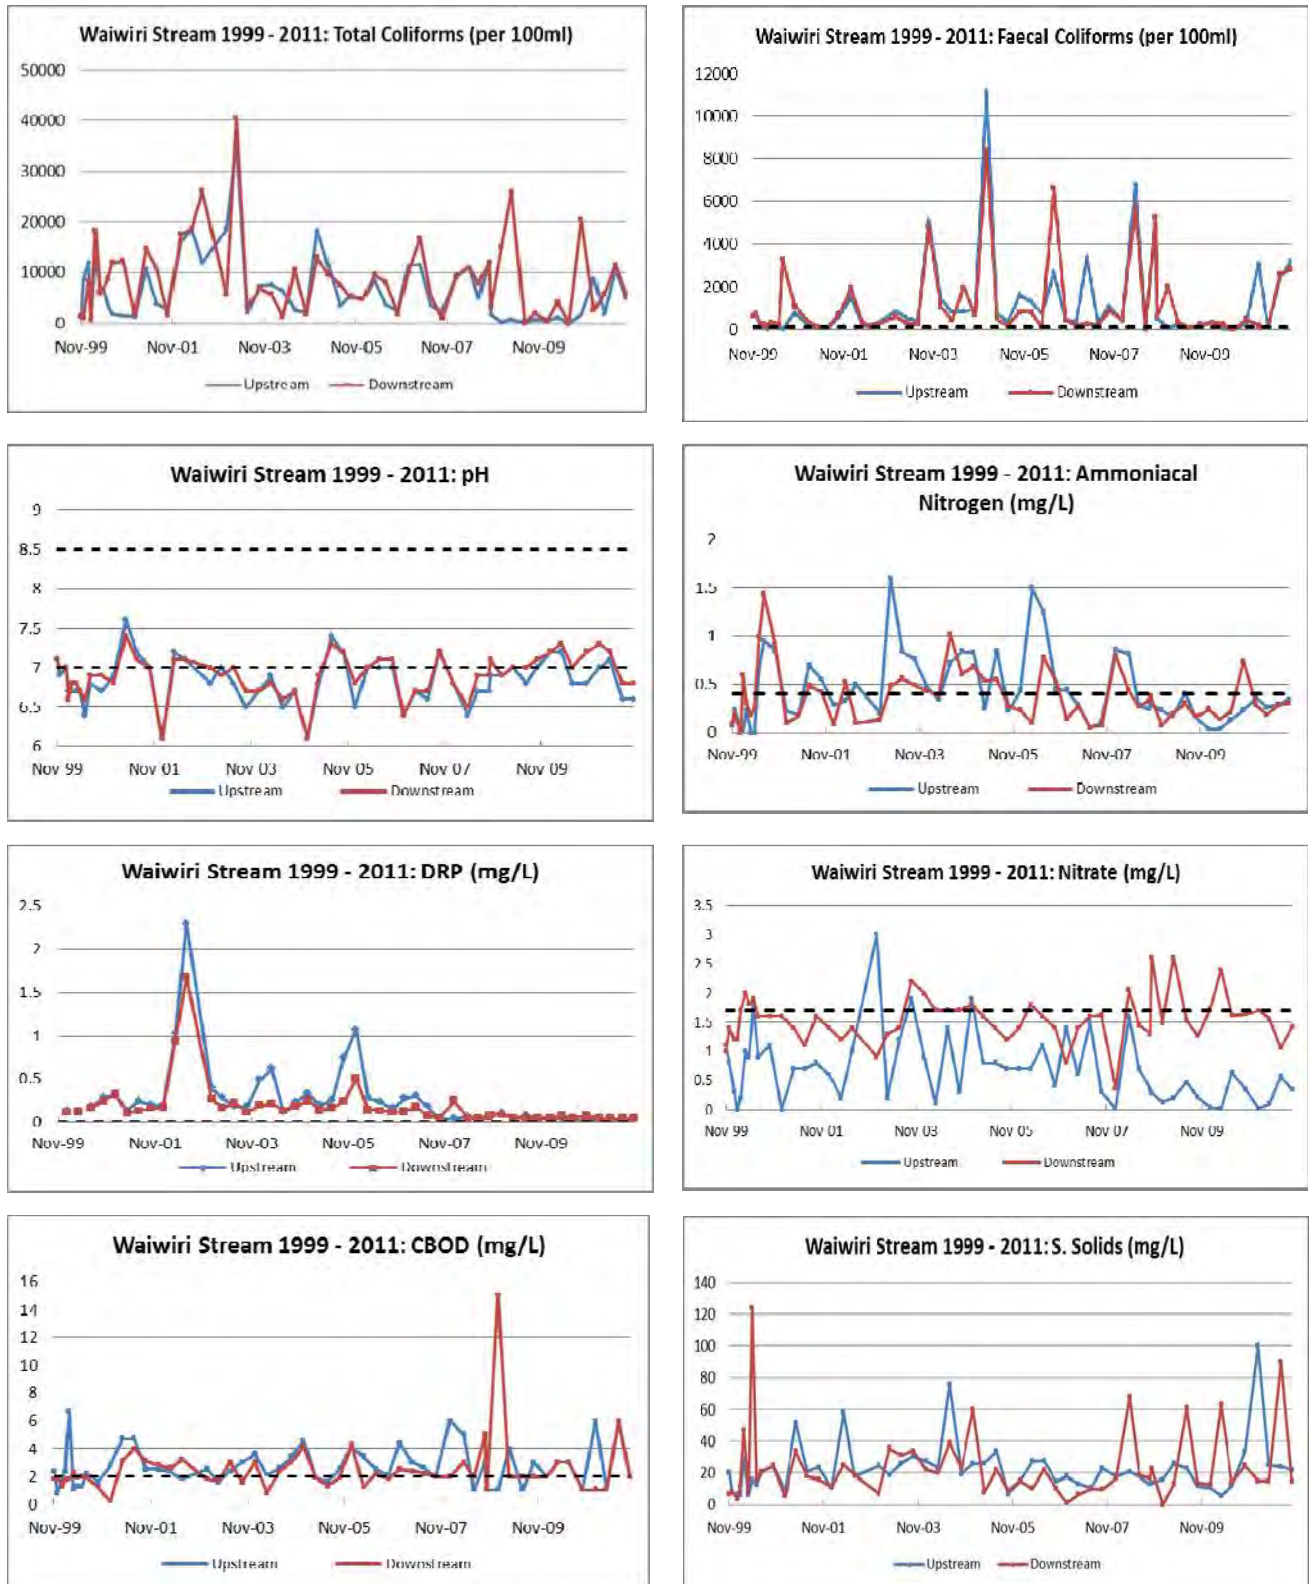 Waiwiri Stream 1999 - 2011: Total Coliforms (per 100ml)
50000
40000
30000
20000
10000
0
Nov-99 Nov-01 Nov-03 Nov-05 Nov-07 Nov-09
Upstream Downstream
Waiwiri Stream 1999 - 2011: Faecal Coliforms (per 100ml)
12000
10000
8000
6000
4000
2000
0
Nov-99 Nov-01 Nov-03 Nov-05 Nov-07 Nov-09
Upstream Downstream
Waiwiri Stream 1999 - 2011: pH
9
8.5
8
7.5
7
6.5
6
Nov-99 Nov-01 Nov-03 Nov-05 Nov-07 Nov-09
Upstream Downstream
Waiwiri Stream 1999 - 2011: Ammoniacal
Nitrogen (mg/L)
2
1.5
1
0.5
0
Nov-99 Nov-01 Nov-03 Nov-05 Nov-07 Nov-09
Upstream Downstream
Waiwiri Stream 1999 - 2011: DRP (mg/L)
2.5
2
1.5
1
0.5
0
Nov-99 Nov-01 Nov-03 Nov-05 Nov-07 Nov-09
Upstream Downstream
Waiwiri Stream 1999 - 2011: Nitrate (mg/L)
3.5
3
2.5
2
1.5
1
0.5
0
Nov-99 Nov-01 Nov-03 Nov-05 Nov-07 Nov-09
Upstream Downstream
Waiwiri Stream 1999 - 2011: CBOD (mg/L)
16
14
12
10
8
6
4
2
0
Nov-99 Nov-01 Nov-03 Nov-05 Nov-07 Nov-09
Upstream Downstream
Waiwiri Stream 1999 - 2011: S. Solids (mg/L)
140
120
100
80
60
40
20
0
Nov-99 Nov-01 Nov-03 Nov-05 Nov-07 Nov-09
Upstream Downstream